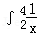 ∫ 4 1/2 x